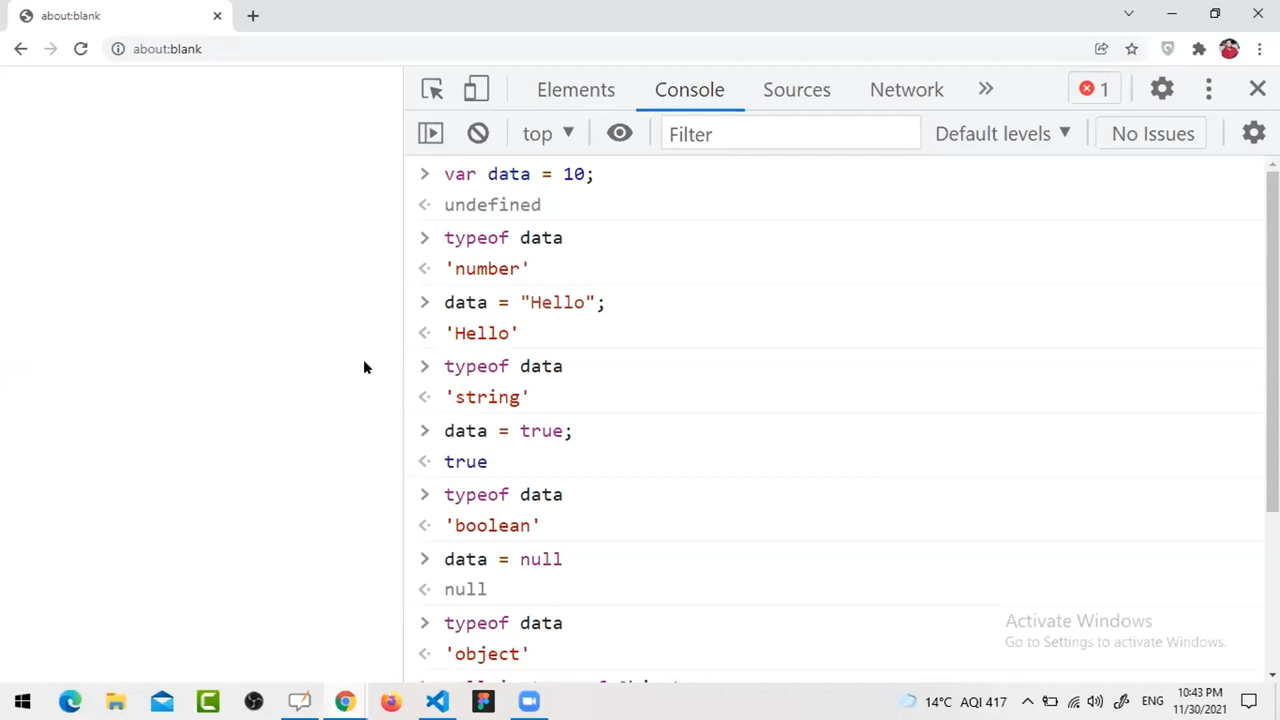 about:blank
about:blank
Elements Console Sources Network 1
top Filter Default levels No Issues
var data = 10;
undefined
typeof data
'number'
data = "Hello";
'Hello'
typeof data
'string'
data = true;
true
typeof data
'boolean'
data = null
null
typeof data
'object'
Activate Windows
Go to Settings to activate Windows.
14°C AQI 417 ENG 10:43 PM
11/30/2021